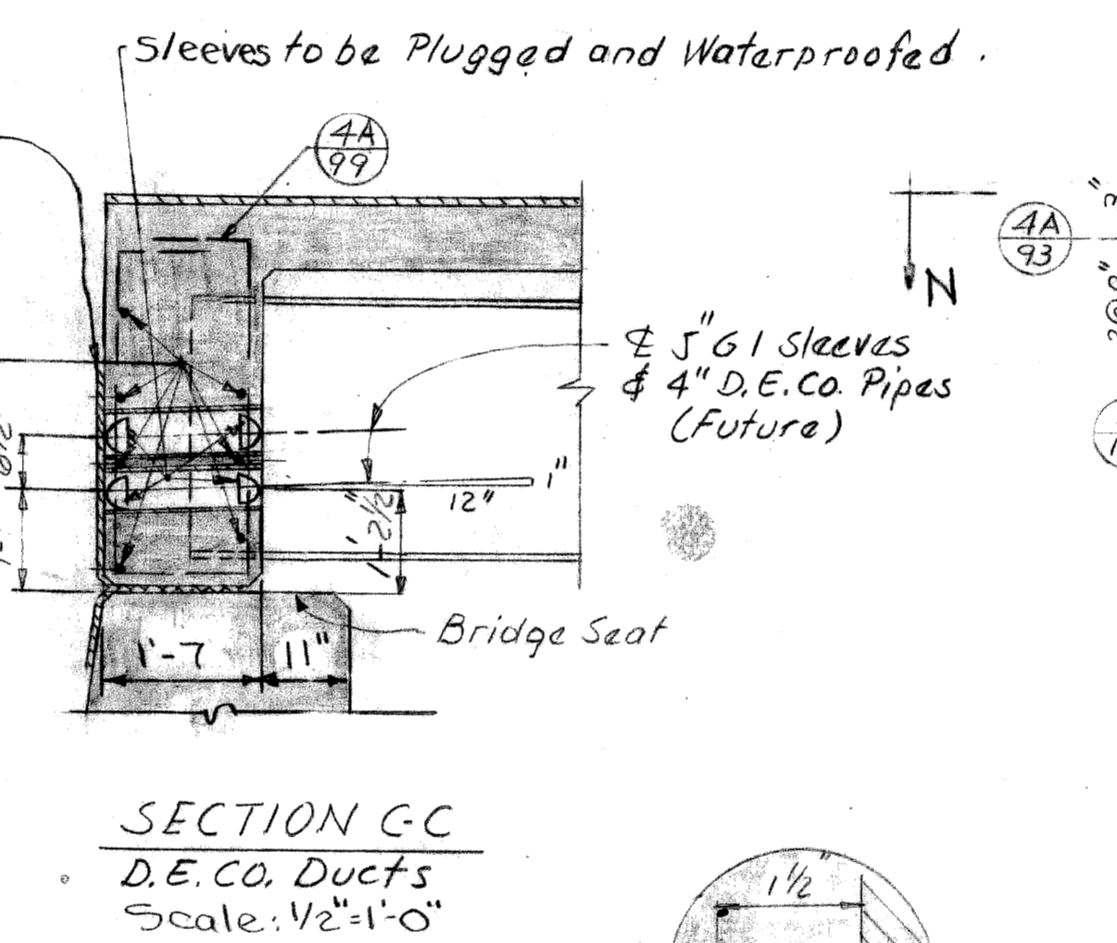 Sleeves to be Plugged and Waterproofed.
4A
99
4A
93
N
℄ 5" G I Sleeves
& 4" D.E.Co. Pipes
(Future)
1"
12"
1'-2½"
Bridge Seat
1'-7
11"
SECTION C-C
D.E.CO. Ducts
Scale: 1/2"=1'-0"
1½"